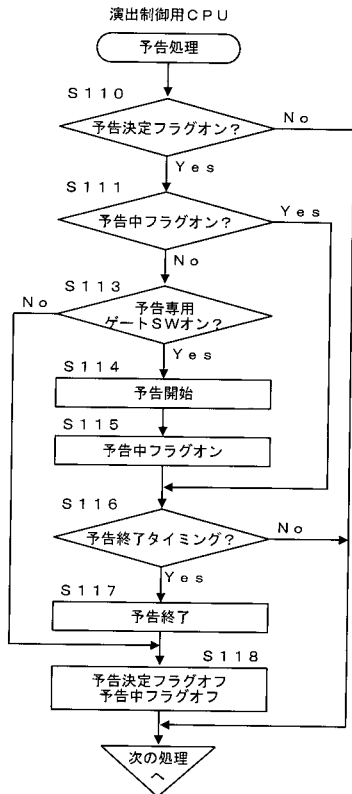 演出制御用CPU
予告処理
S110
予告決定フラグオン?
No
Yes
S111
予告中フラグオン?
Yes
No
S113
No
予告専用
ゲートSWオン?
Yes
S114
予告開始
S115
予告中フラグオン
S116
予告終了タイミング?
No
Yes
S117
予告終了
S118
予告決定フラグオフ
予告中フラグオフ
次の処理
へ